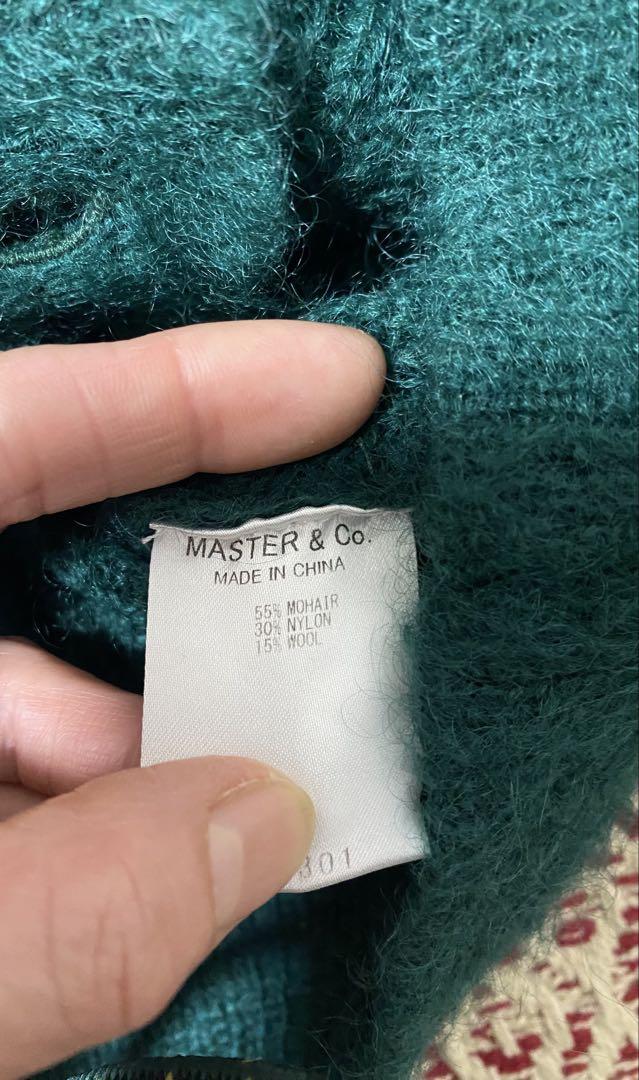 MASTER & Co.
MADE IN CHINA
55% MOHAIR
30% NYLON
15% WOOL